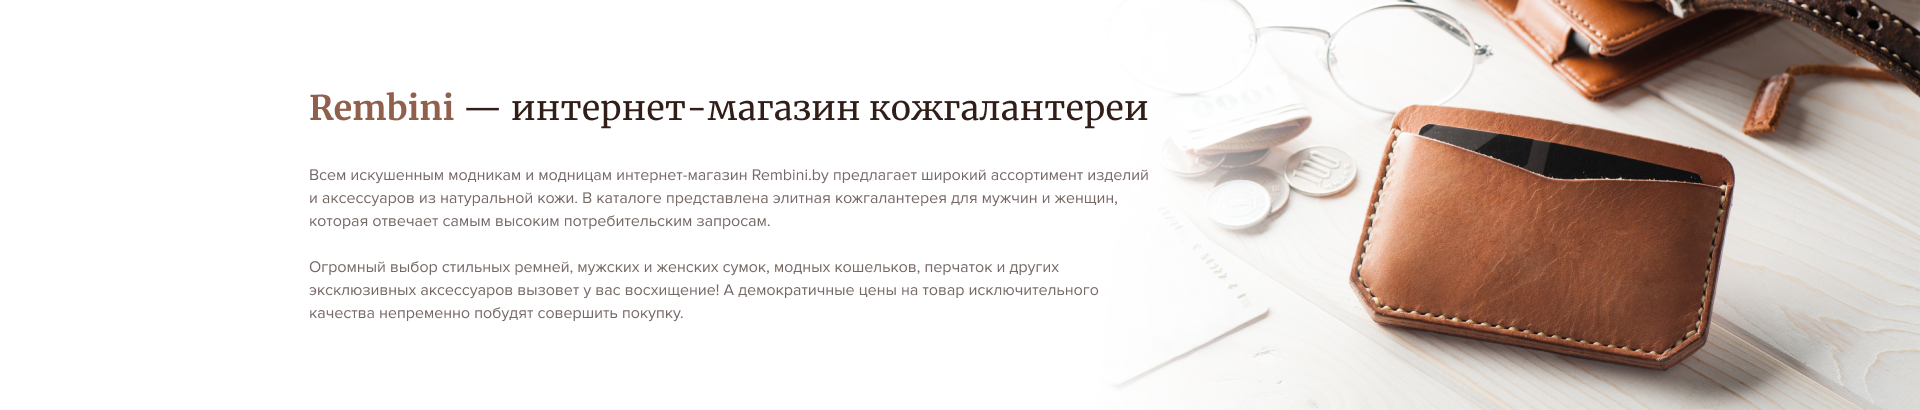 Rembini — интернет-магазин кожгалантереи
Всем искушенным модникам и модницам интернет-магазин Rembini.by предлагает широкий ассортимент изделий
и аксессуаров из натуральной кожи. В каталоге представлена элитная кожгалантерея для мужчин и женщин,
которая отвечает самым высоким потребительским запросам.
Огромный выбор стильных ремней, мужских и женских сумок, модных кошельков, перчаток и других
эксклюзивных аксессуаров вызовет у вас восхищение! А демократичные цены на товар исключительного
качества непременно побудят совершить покупку.
1000
100